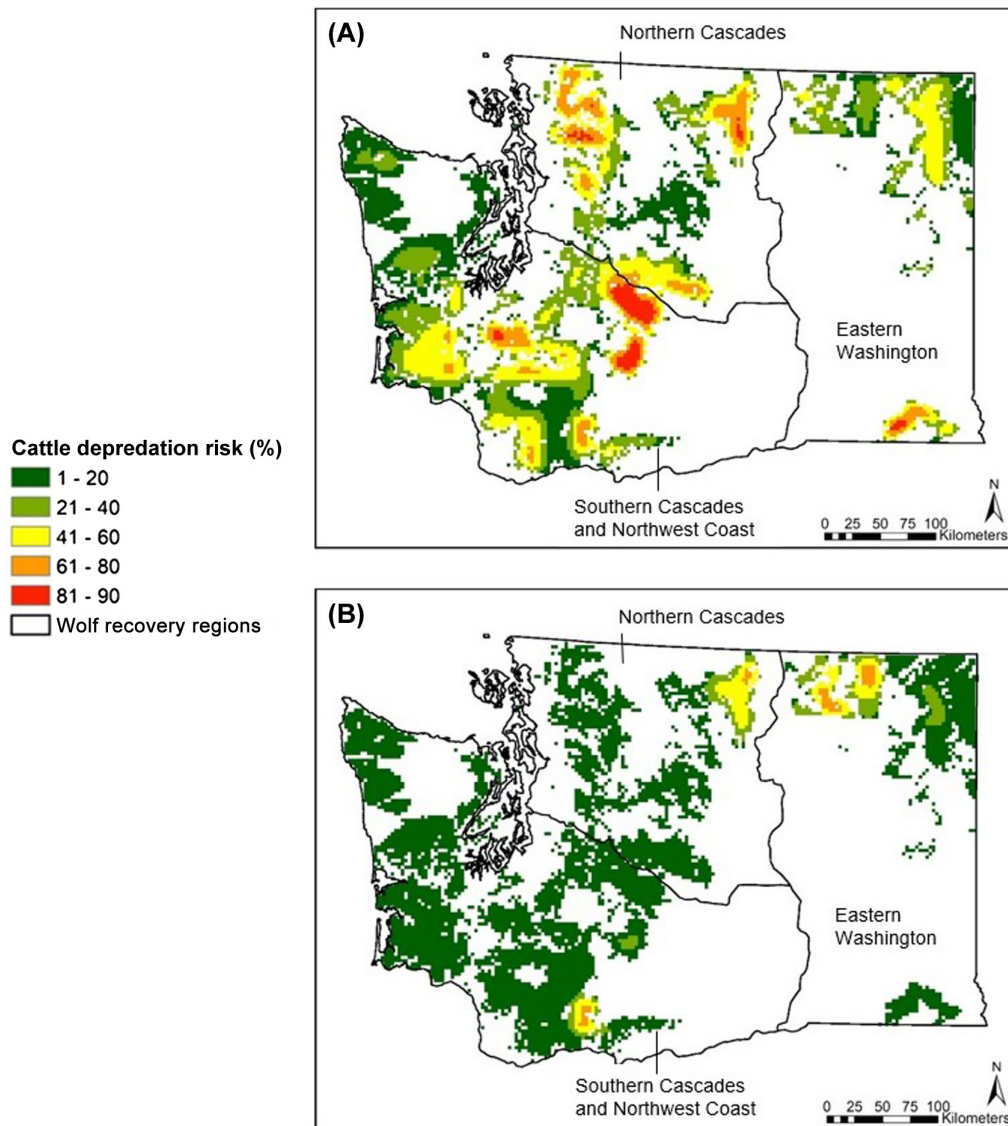 (A)
Northern Cascades
Eastern
Washington
Southern Cascades
and Northwest Coast
N
0 25 50 75 100
Kilometers
Cattle depredation risk (%)
1 - 20
21 - 40
41 - 60
61 - 80
81 - 90
Wolf recovery regions
(B)
Northern Cascades
Eastern
Washington
Southern Cascades
and Northwest Coast
N
0 25 50 75 100
Kilometers